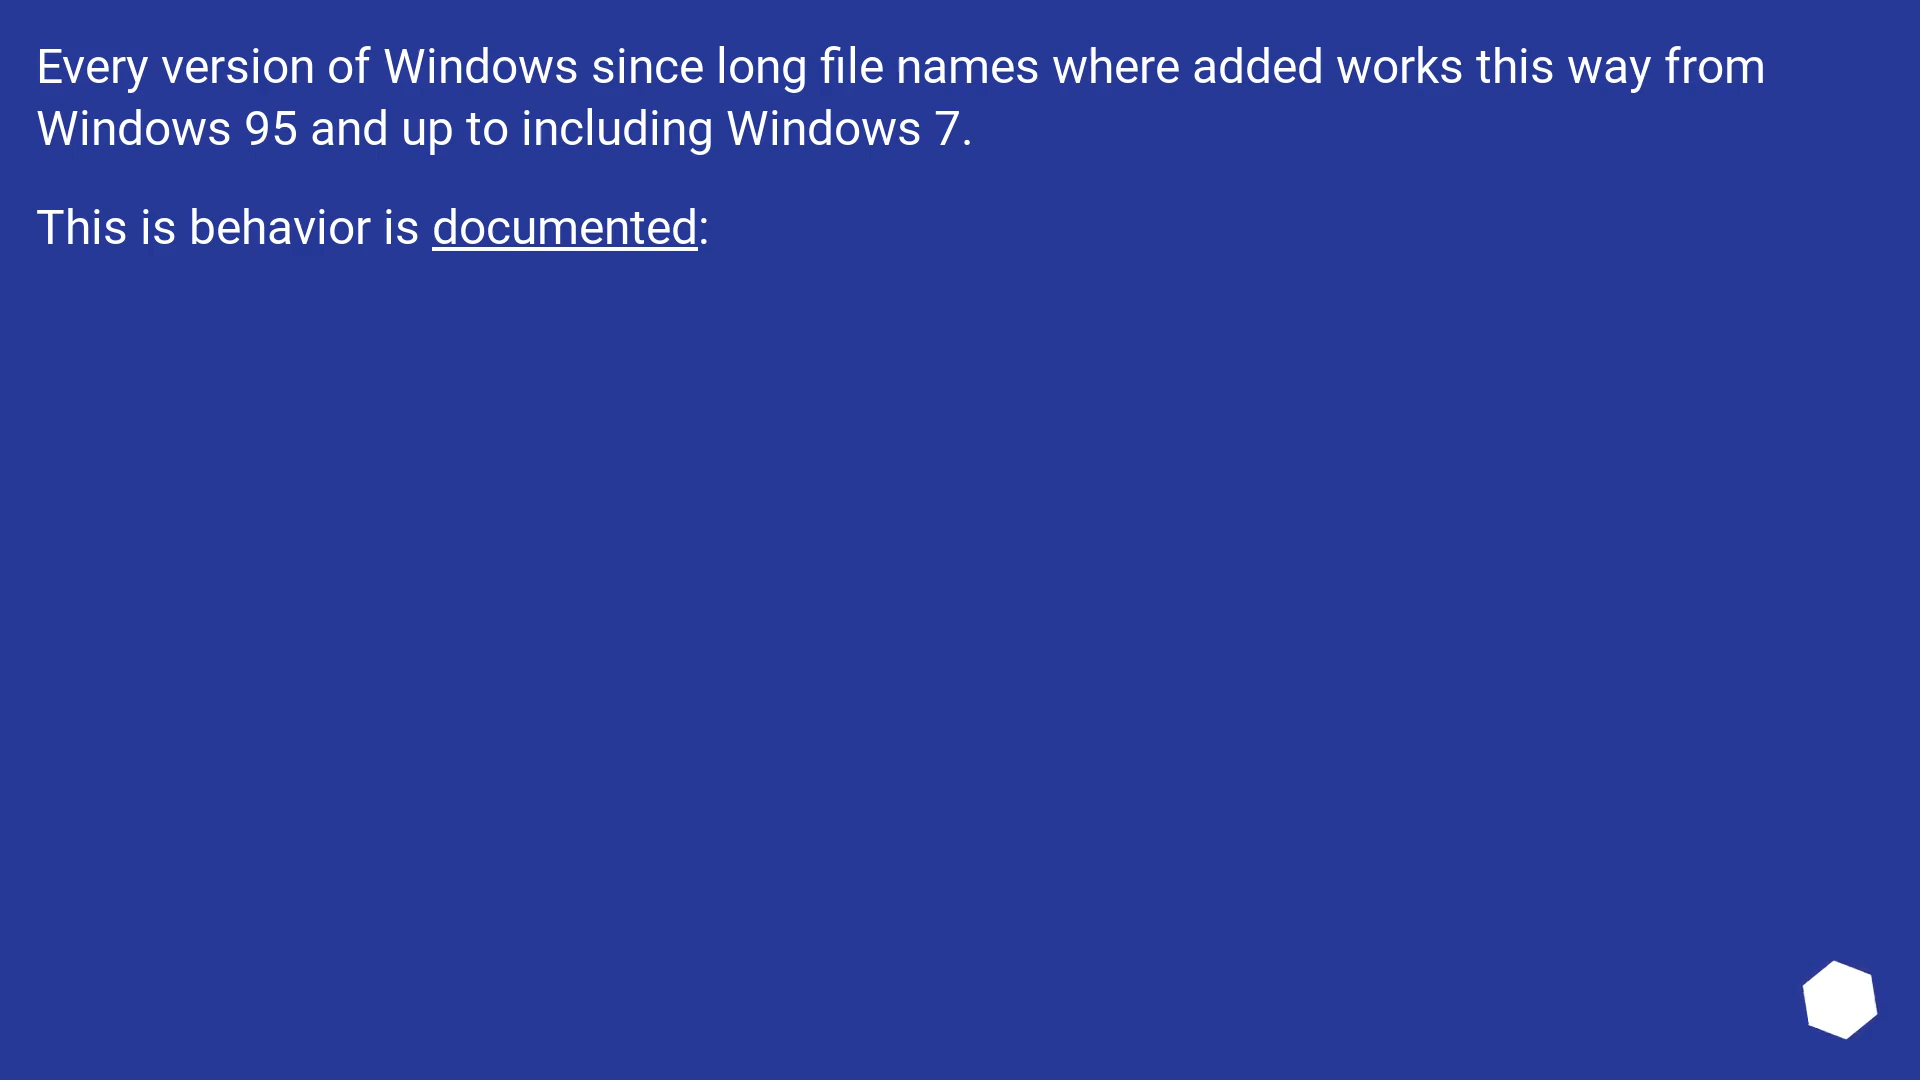 Every version of Windows since long file names where added works this way from
Windows 95 and up to including Windows 7.
This is behavior is documented: